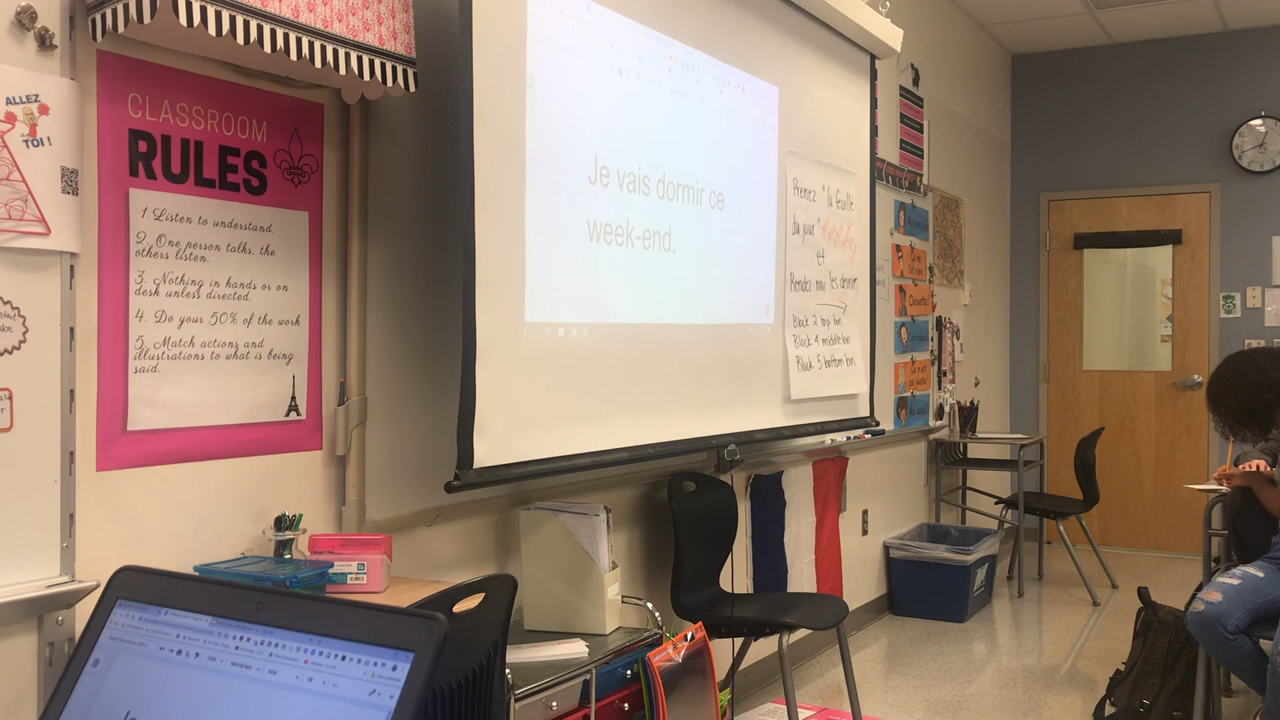 ALLEZ
TOI !
CLASSROOM
RULES
1. Listen to understand.
2. One person talks, the
others listen.
3. Nothing in hands or on
desk unless directed.
4. Do your 50% of the work
5. Match actions and
illustrations to what is being
said.
Je vais dormir ce
week-end.
Prenez "la feuille
du jour"
et
Rendez-moi les devoirs
Block 2 top bin
Block 4 middle bin
Block 5 bottom bin
Chouette!